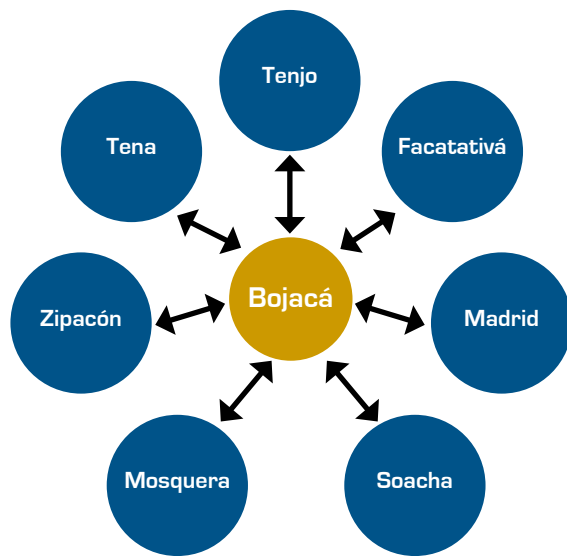 Tenjo
Tena
Facatativá
Bojacá
Zipacón
Madrid
Mosquera
Soacha